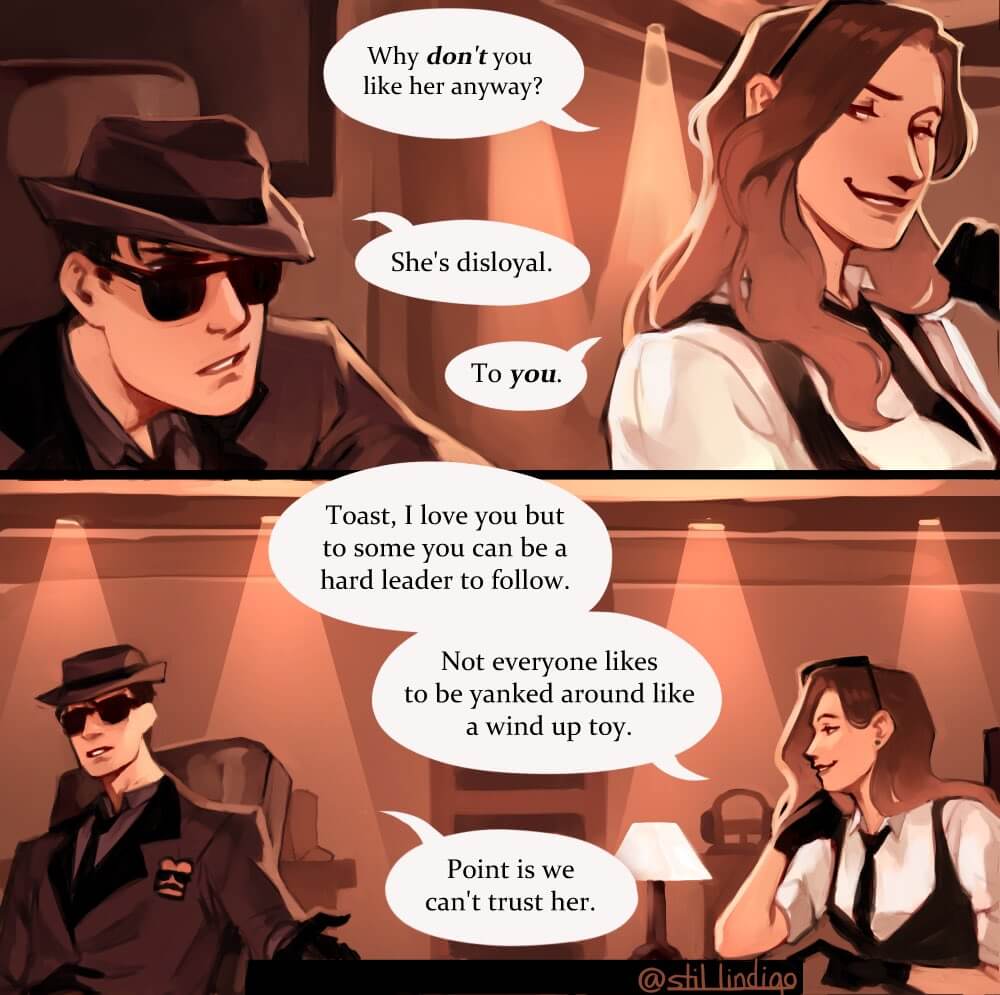 Why don't you
like her anyway?
She's disloyal.
To you.
Toast, I love you but
to some you can be a
hard leader to follow.
Not everyone likes
to be yanked around like
a wind up toy.
Point is we
can't trust her.
@stil_lindigo